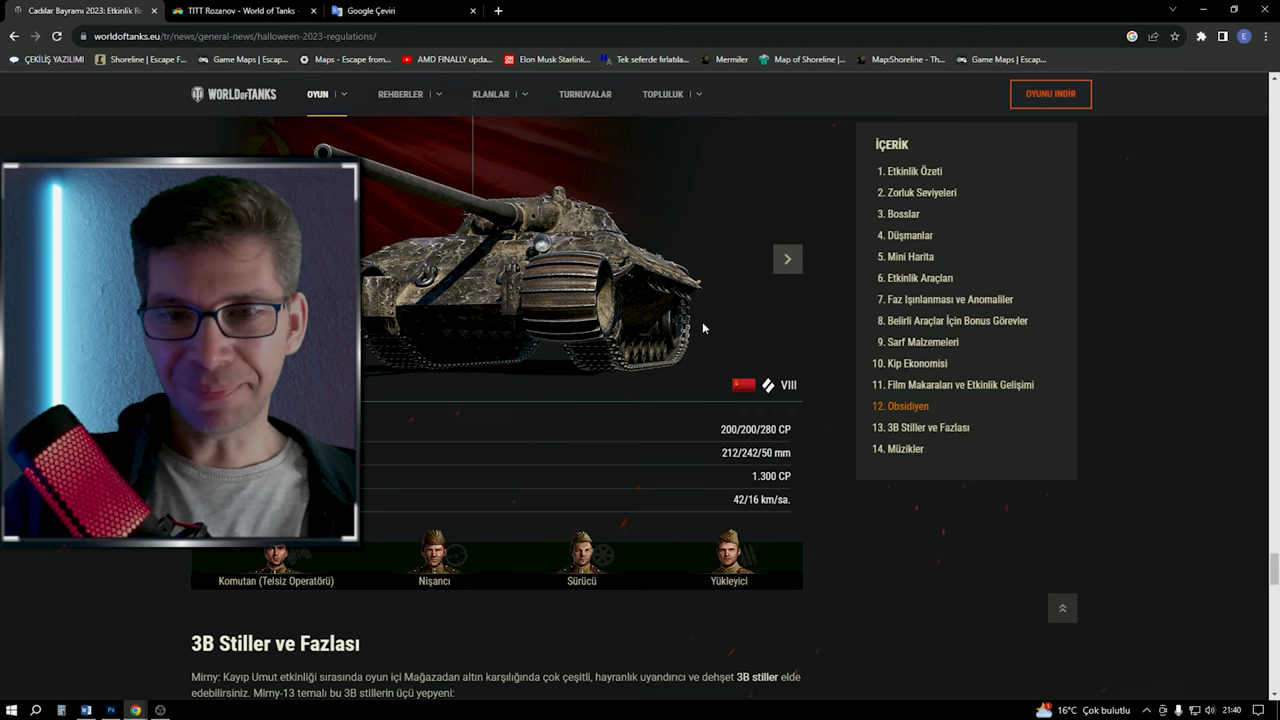 Cadılar Bayramı 2023: Etkinlik Re
TITT Rozanov - World of Tanks -
Google Çeviri
worldoftanks.eu/tr/news/general-news/halloween-2023-regulations/
E
ÇEKİLİŞ YATILIMI
Shoreline | Escape F...
Game Maps | Escap...
Maps - Escape from...
AMD FINALLY upda...
Elon Musk Starlink...
Tek seferde fırlatıla...
Mermiler
Map of Shoreline |...
Map:Shoreline - Th...
Game Maps | Escap...
WORLD OF TANKS
OYUN
REHBERLER
KLANLAR
TURNUVALAR
TOPLULUK
OYUNU İNDİR
İÇERİK
1. Etkinlik Özeti
2. Zorluk Seviyeleri
3. Bosslar
4. Düşmanlar
5. Mini Harita
6. Etkinlik Araçları
7. Faz Işınlanması ve Anomaliler
8. Belirli Araçlar İçin Bonus Görevler
9. Sarf Malzemeleri
10. Kip Ekonomisi
11. Film Makaraları ve Etkinlik Gelişimi
12. Obsidiyen
13. 3B Stiller ve Fazlası
14. Müzikler
VIII
200/200/280 CP
212/242/50 mm
1.300 CP
42/16 km/sa.
Komutan (Telsiz Operatörü)
Nişancı
Sürücü
Yükleyici
3B Stiller ve Fazlası
Mirny: Kayıp Umut etkinliği sırasında oyun içi Mağazadan altın karşılığında çok çeşitli, hayranlık uyandırıcı ve dehşet 3B stiller elde
edebilirsiniz. Mirny-13 temalı bu 3B stillerin üçü yepyeni:
16°C Çok bulutlu
21:40